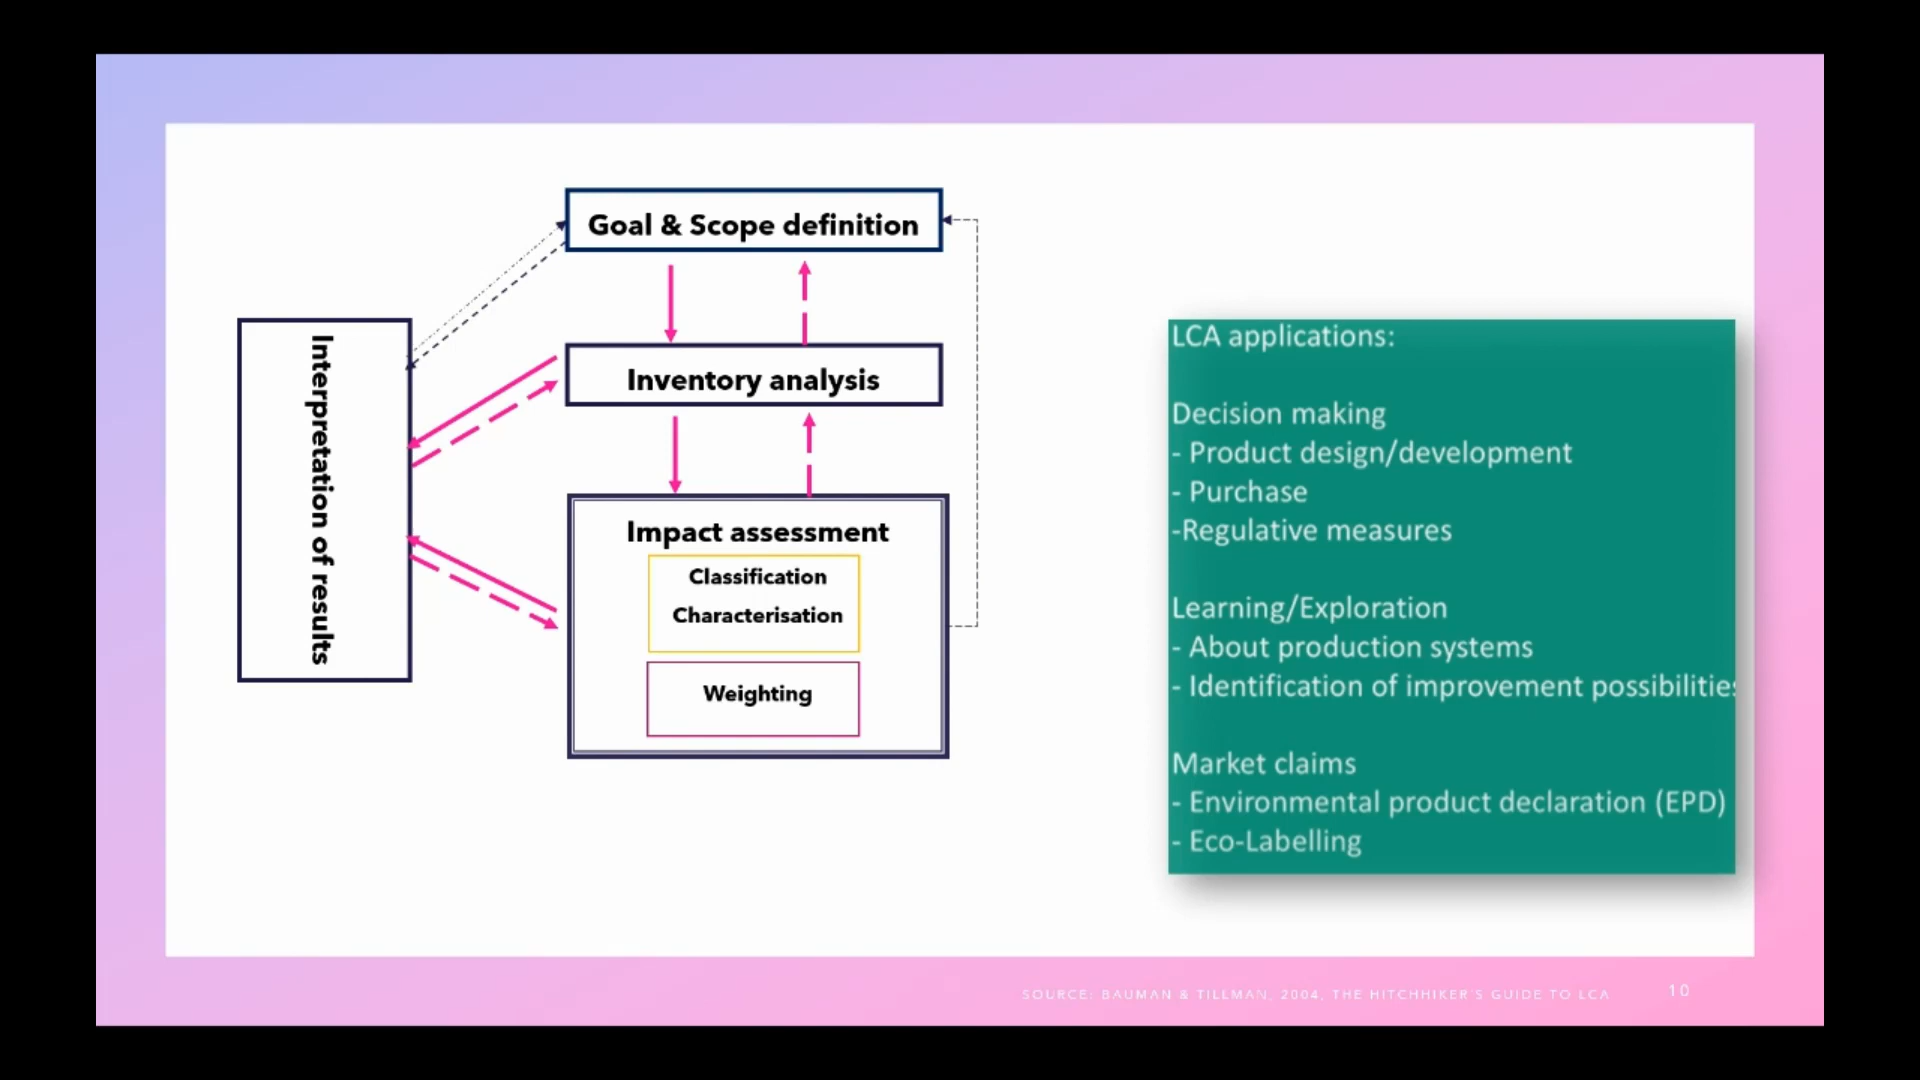 Goal & Scope definition
Inventory analysis
Interpretation of results
Impact assessment
Classification
Characterisation
Weighting
LCA applications:
Decision making
- Product design/development
- Purchase
-Regulative measures
Learning/Exploration
- About production systems
- Identification of improvement possibilities
Market claims
- Environmental product declaration (EPD)
- Eco-Labelling
SOURCE: BAUMAN & TILLMAN, 2004, THE HITCHHIKER'S GUIDE TO LCA
10